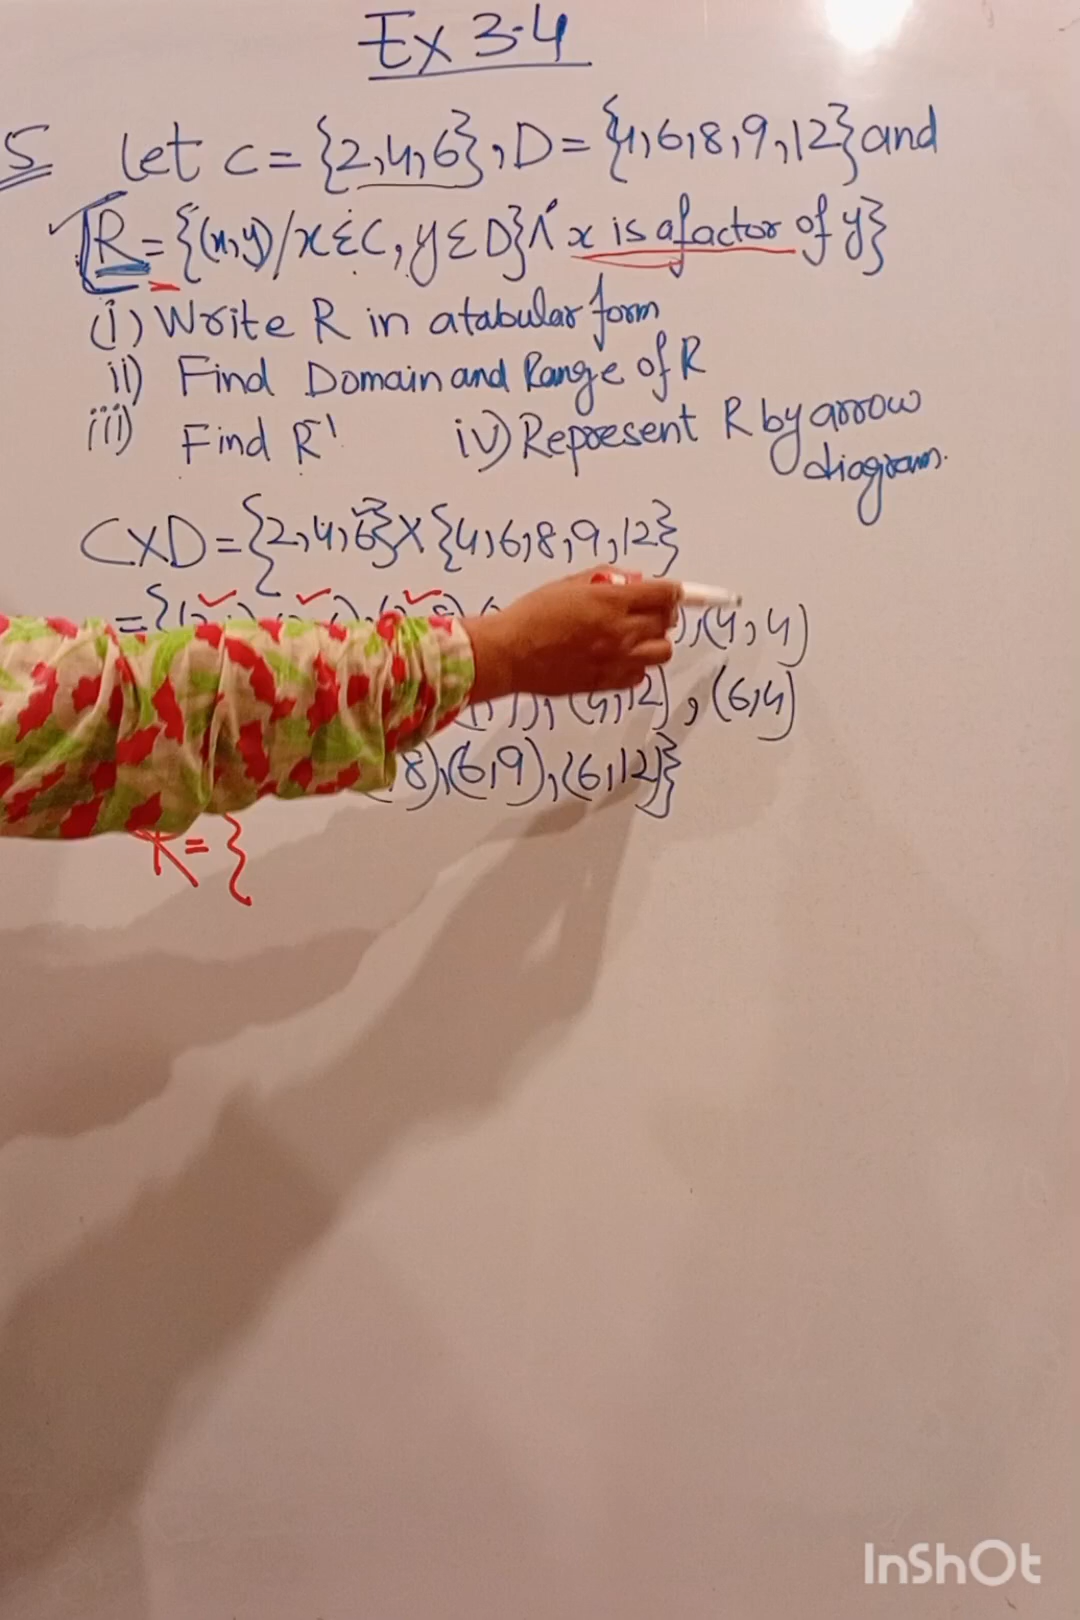 Ex 3.4
5 let C = {2,4,6}, D = {4,6,8,9,12} and
R = {(x,y)/x ∈ C, y ∈ D} ∧ x is a factor of y}
(i) Write R in a tabular form
ii) Find Domain and Range of R
iii) Find R⁻¹ iv) Represent R by arrow
diagram.
C×D = {2,4,6} × {4,6,8,9,12}
= {(2 ,(4,4)
(4,12), (6,4)
8),(6,9),(6,12)}
R = {
InShOt